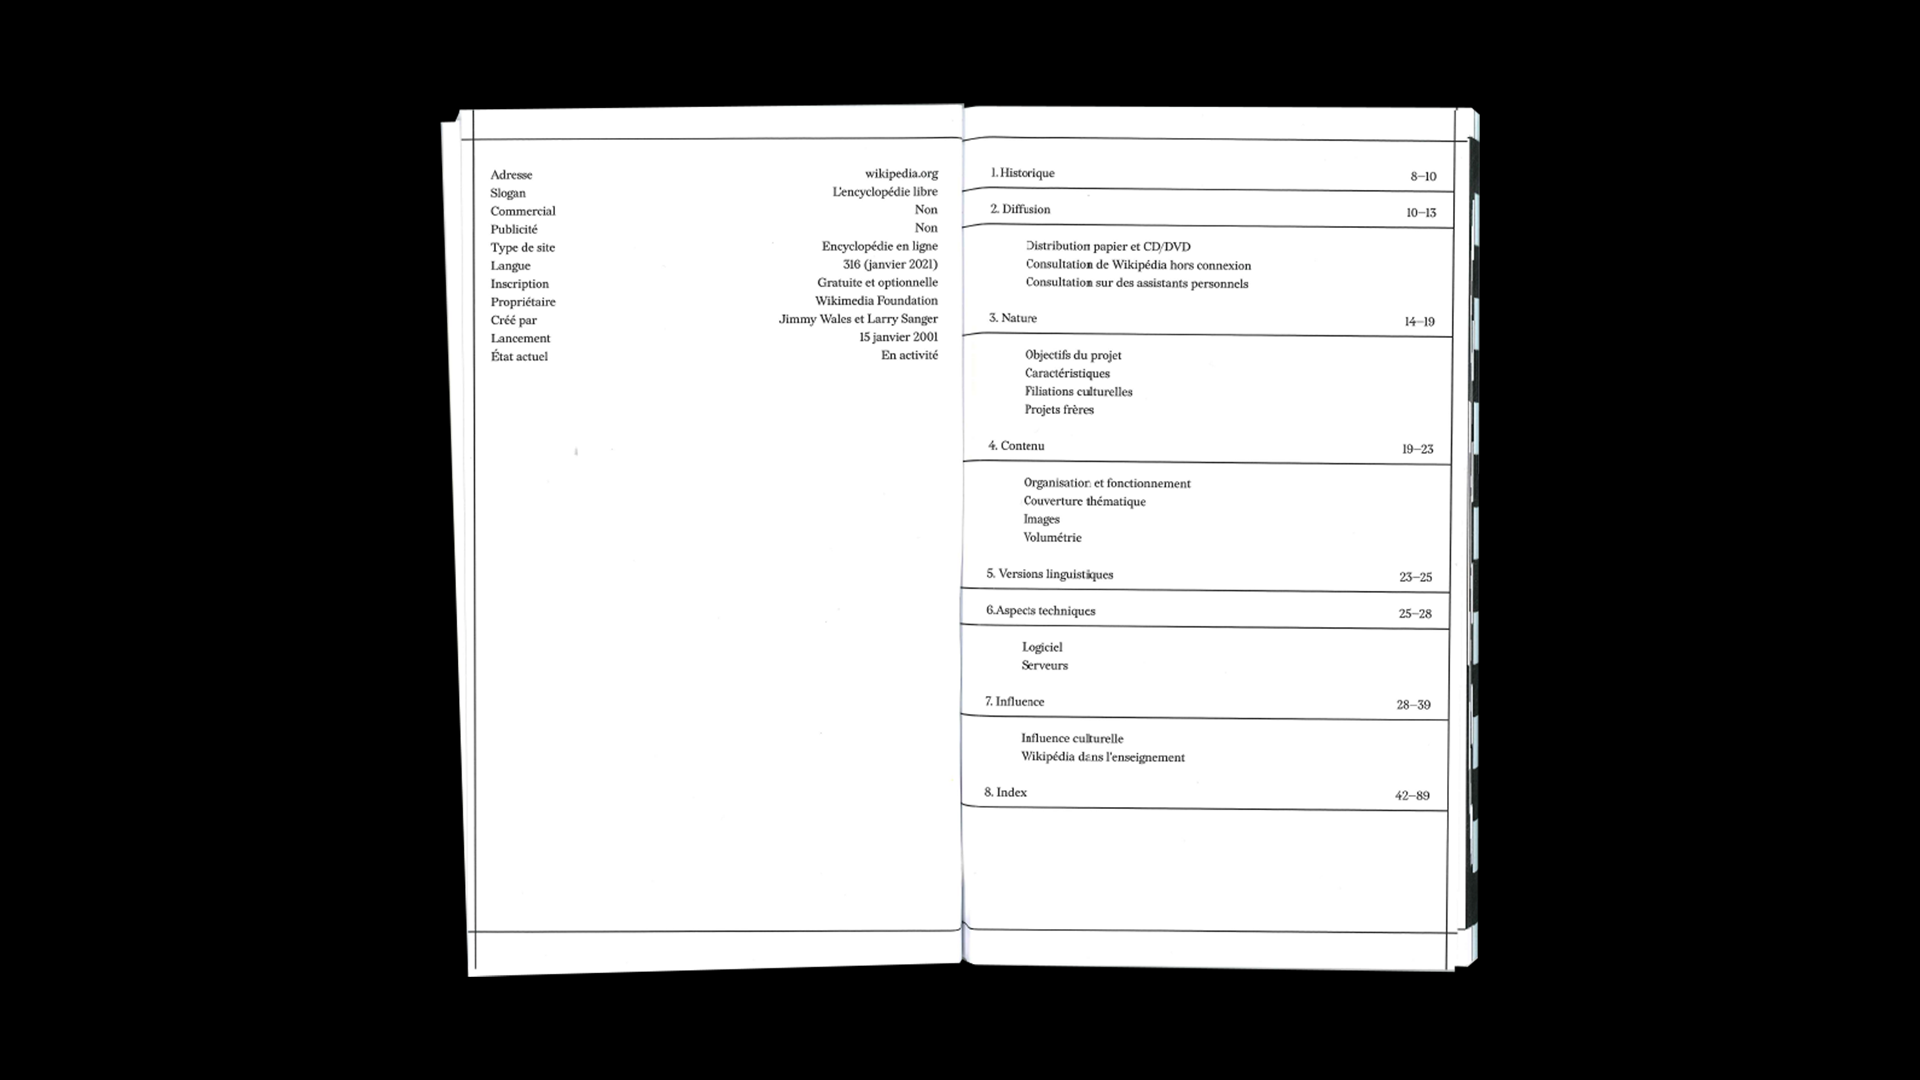 Adresse wikipedia.org
Slogan L'encyclopédie libre
Commercial Non
Publicité Non
Type de site Encyclopédie en ligne
Langue 316 (janvier 2021)
Inscription Gratuite et optionnelle
Propriétaire Wikimedia Foundation
Créé par Jimmy Wales et Larry Sanger
Lancement 15 janvier 2001
État actuel En activité
1. Historique 8–10
2. Diffusion 10–13
Distribution papier et CD/DVD
Consultation de Wikipédia hors connexion
Consultation sur des assistants personnels
3. Nature 14–19
Objectifs du projet
Caractéristiques
Filiations culturelles
Projets frères
4. Contenu 19–23
Organisation et fonctionnement
Couverture thématique
Images
Volumétrie
5. Versions linguistiques 23–25
6.Aspects techniques 25–28
Logiciel
Serveurs
7. Influence 28–39
Influence culturelle
Wikipédia dans l'enseignement
8. Index 42–89